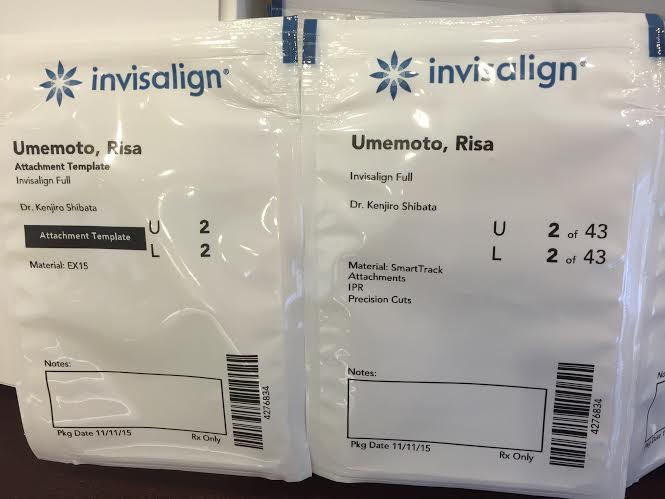 invisalign®
Umemoto, Risa
Attachment Template
Invisalign Full
Dr. Kenjiro Shibata
Attachment Template
U 2
L 2
Material: EX15
Notes:
4276834
Pkg Date 11/11/15 Rx Only
invisalign®
Umemoto, Risa
Invisalign Full
Dr. Kenjiro Shibata
U 2 of 43
L 2 of 43
Material: SmartTrack
Attachments
IPR
Precision Cuts
Notes:
4276834
Pkg Date 11/11/15 Rx Only